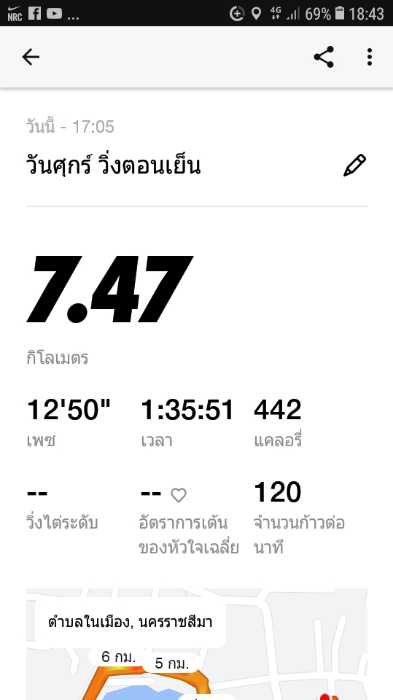 NRC ... 4G 69% 18:43
วันนี้ - 17:05
วันศุกร์ วิ่งตอนเย็น
7.47
กิโลเมตร
12'50" 1:35:51 442
เพซ เวลา แคลอรี่
-- -- 120
วิ่งไต่ระดับ อัตราการเต้น จำนวนก้าวต่อ
ของหัวใจเฉลี่ย นาที
ตำบลในเมือง, นครราชสีมา
6 กม. 5 กม.